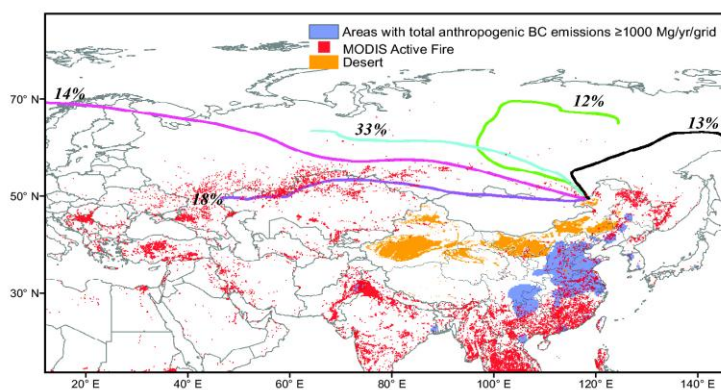 Areas with total anthropogenic BC emissions ≥1000 Mg/yr/grid
MODIS Active Fire
Desert
70° N
14%
33%
12%
13%
50° N
18%
30° N
20° E
40° E
60° E
80° E
100° E
120° E
140° E